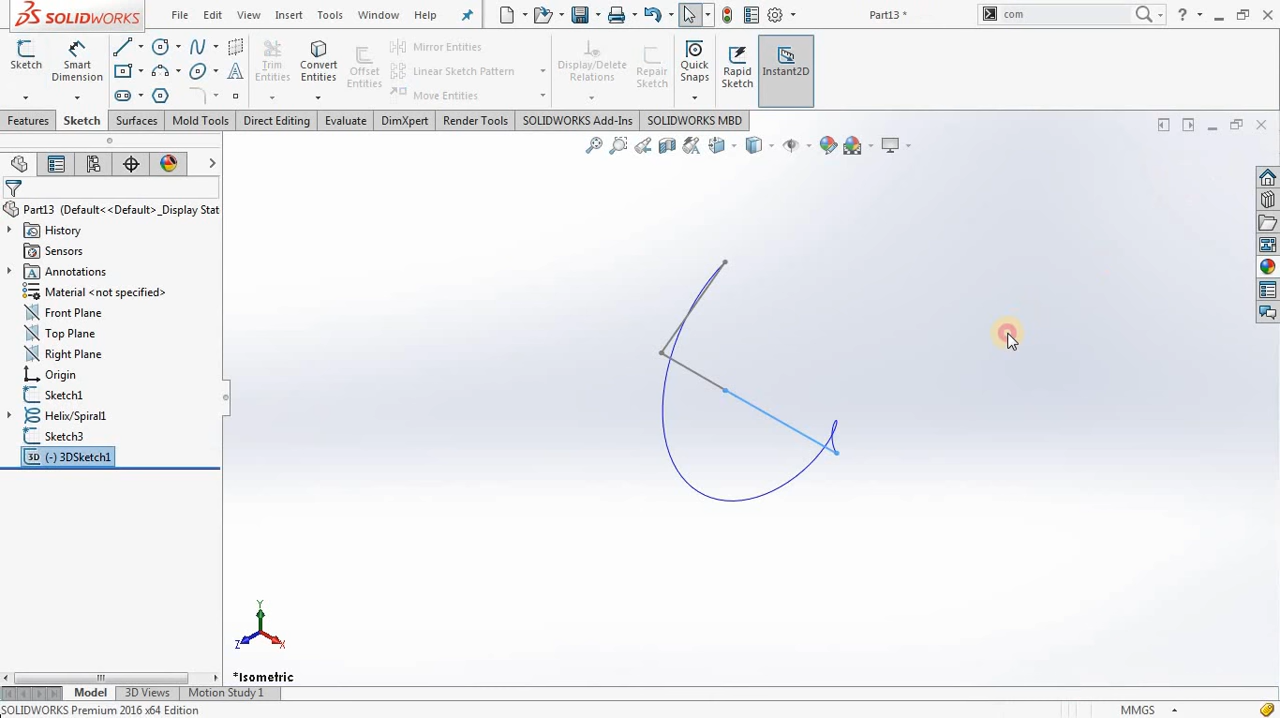 DS SOLIDWORKS File Edit View Insert Tools Window Help Part13 * com ?
Sketch Smart Dimension Trim Entities Convert Entities Offset Entities Mirror Entities Linear Sketch Pattern Move Entities Display/Delete Relations Repair Sketch Quick Snaps Rapid Sketch Instant2D
Features Sketch Surfaces Mold Tools Direct Editing Evaluate DimXpert Render Tools SOLIDWORKS Add-Ins SOLIDWORKS MBD
Part13 (Default<<Default>_Display Stat
History
Sensors
Annotations
Material <not specified>
Front Plane
Top Plane
Right Plane
Origin
Sketch1
Helix/Spiral1
Sketch3
3D (-) 3DSketch1
Y
Z X
*Isometric
Model 3D Views Motion Study 1
SOLIDWORKS Premium 2016 x64 Edition MMGS